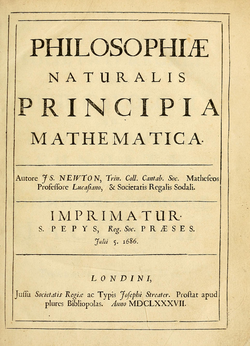 PHILOSOPHIÆ
NATURALIS
PRINCIPIA
MATHEMATICA.
Autore JS. NEWTON, Trin. Coll. Cantab. Soc. Matheseos
Professore Lucasiano, & Societatis Regalis Sodali.
IMPRIMATUR·
S. PEPYS, Reg. Soc. PRÆSES.
Julii 5. 1686.
LONDINI,
Jussu Societatis Regiæ ac Typis Josephi Streater. Prostat apud
plures Bibliopolas. Anno MDCLXXXVII.